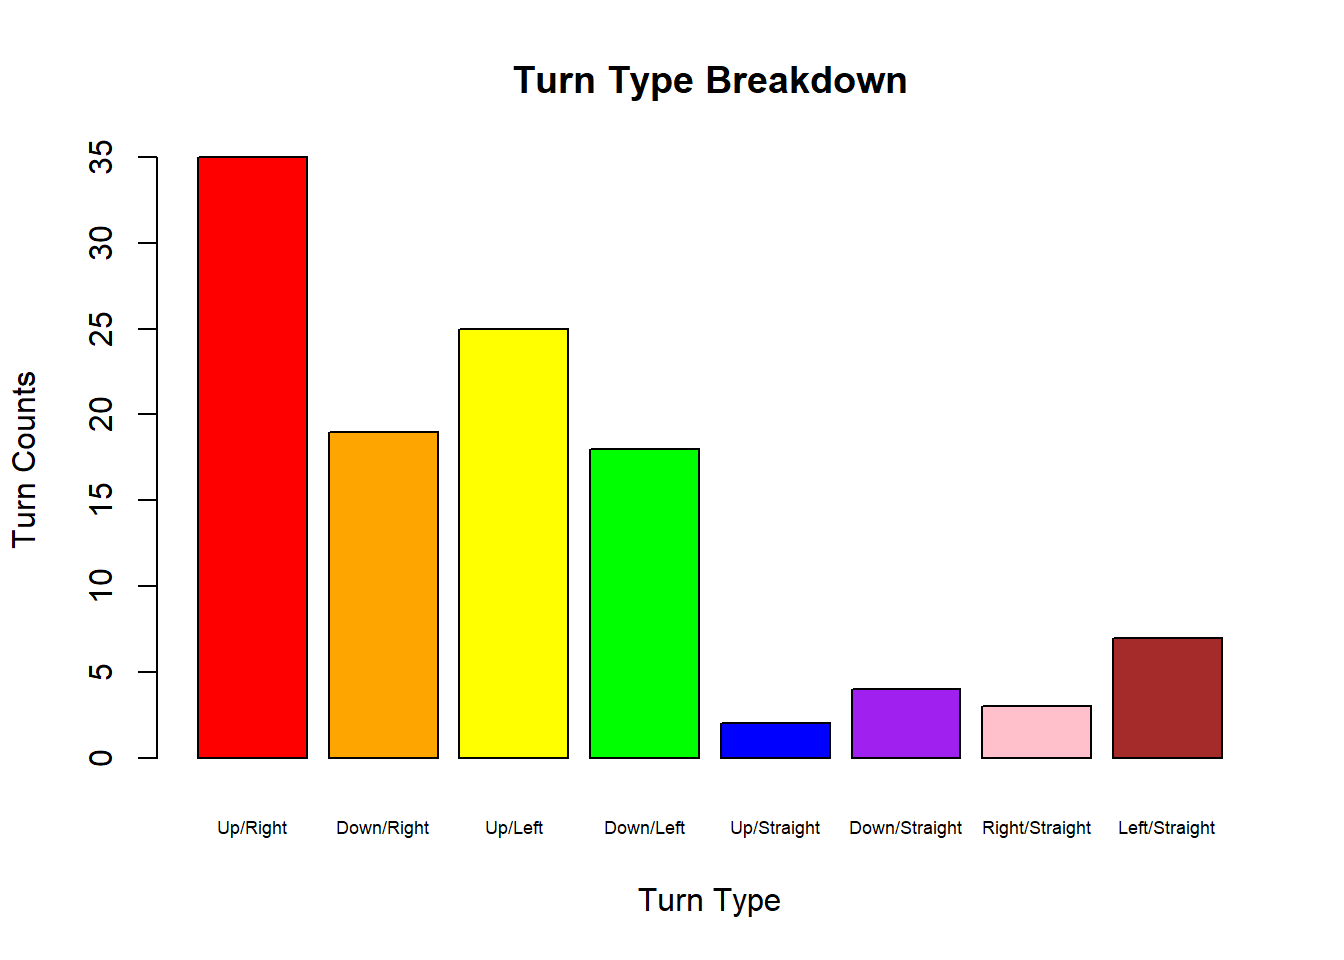 Turn Type Breakdown
Turn Counts
35
30
25
20
15
10
5
0
Up/Right Down/Right Up/Left Down/Left Up/Straight Down/Straight Right/Straight Left/Straight
Turn Type